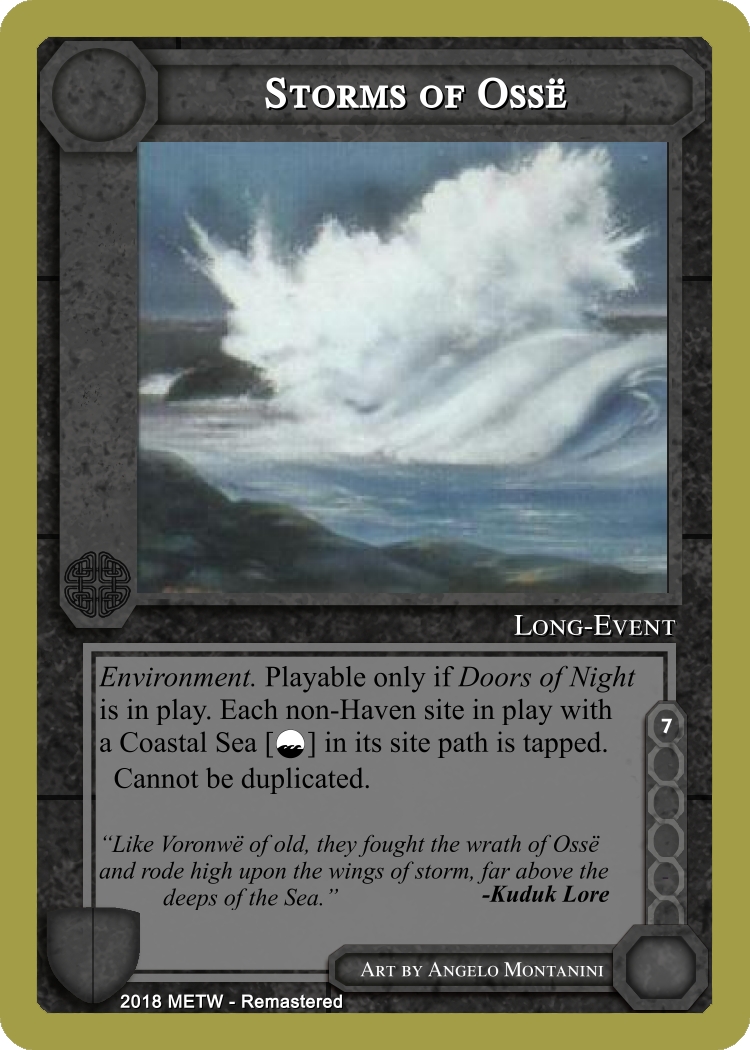 Storms of Ossë
Long-Event
Environment. Playable only if Doors of Night
is in play. Each non-Haven site in play with
a Coastal Sea [] in its site path is tapped.
Cannot be duplicated.
7
“Like Voronwë of old, they fought the wrath of Ossë
and rode high upon the wings of storm, far above the
deeps of the Sea.”
-Kuduk Lore
Art by Angelo Montanini
2018 METW - Remastered